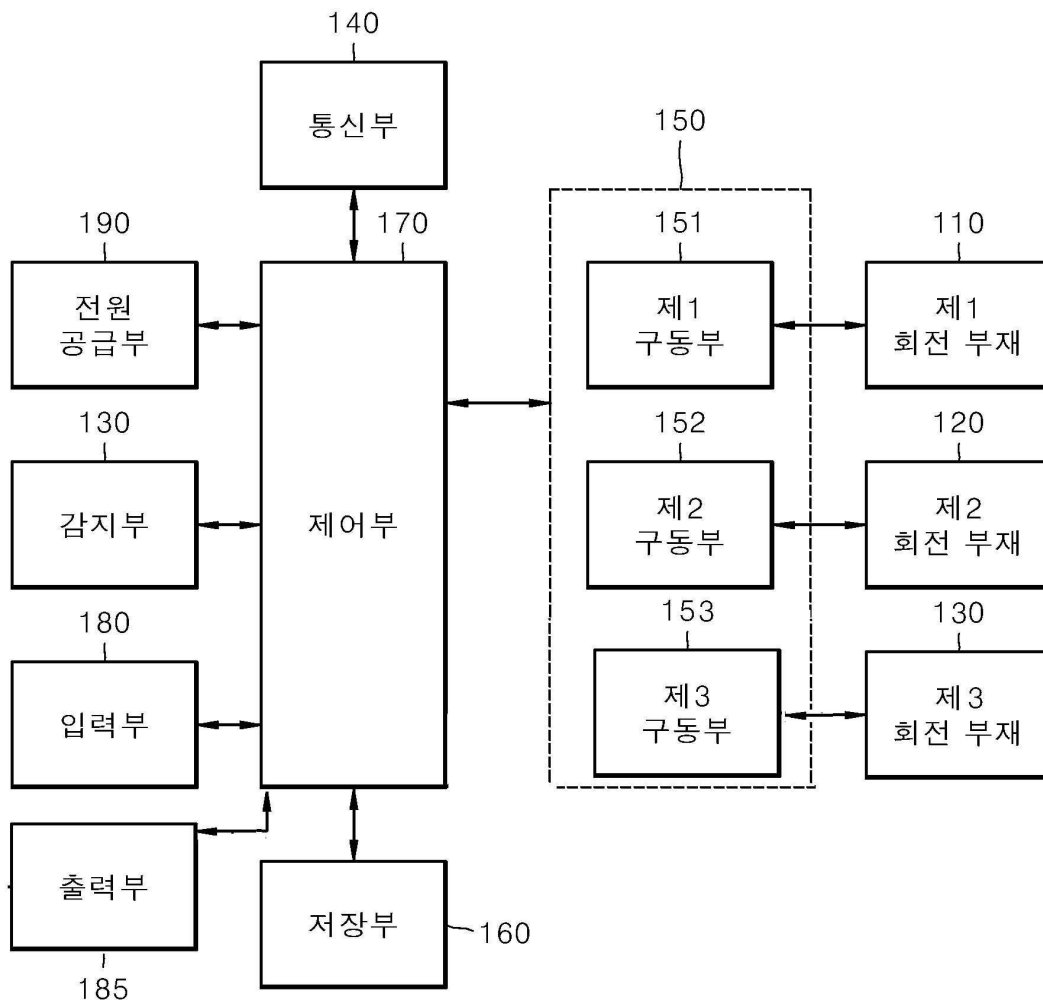 140
통신부
150
190
170
151
110
전원
공급부
제1
구동부
제1
회전 부재
130
152
120
감지부
제어부
제2
구동부
제2
회전 부재
180
153
130
입력부
제3
구동부
제3
회전 부재
출력부
저장부
160
185